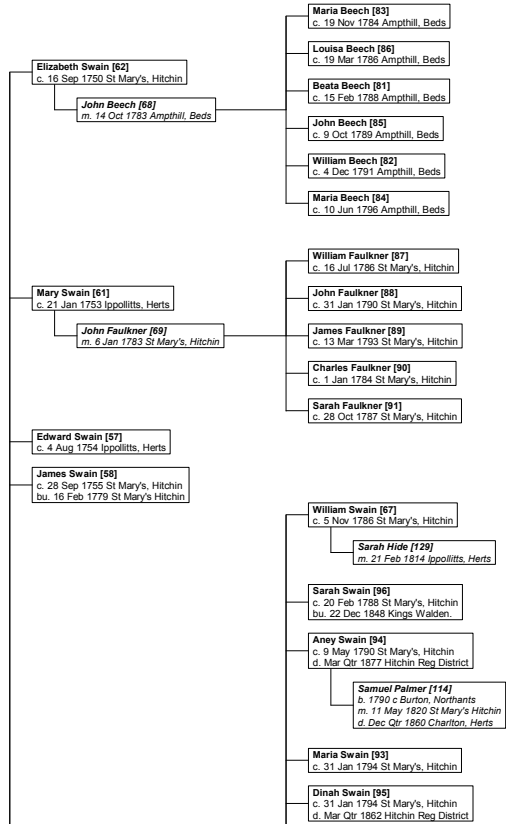 Maria Beech [83]
c. 19 Nov 1784 Ampthill, Beds
Louisa Beech [86]
c. 19 Mar 1786 Ampthill, Beds
Elizabeth Swain [62]
c. 16 Sep 1750 St Mary's, Hitchin
Beata Beech [81]
c. 15 Feb 1788 Ampthill, Beds
John Beech [68]
m. 14 Oct 1783 Ampthill, Beds
John Beech [85]
c. 9 Oct 1789 Ampthill, Beds
William Beech [82]
c. 4 Dec 1791 Ampthill, Beds
Maria Beech [84]
c. 10 Jun 1796 Ampthill, Beds
William Faulkner [87]
c. 16 Jul 1786 St Mary's, Hitchin
Mary Swain [61]
c. 21 Jan 1753 Ippollitts, Herts
John Faulkner [88]
c. 31 Jan 1790 St Mary's, Hitchin
John Faulkner [69]
m. 6 Jan 1783 St Mary's, Hitchin
James Faulkner [89]
c. 13 Mar 1793 St Mary's, Hitchin
Charles Faulkner [90]
c. 1 Jan 1784 St Mary's, Hitchin
Sarah Faulkner [91]
c. 28 Oct 1787 St Mary's, Hitchin
Edward Swain [57]
c. 4 Aug 1754 Ippollitts, Herts
James Swain [58]
c. 28 Sep 1755 St Mary's, Hitchin
bu. 16 Feb 1779 St Mary's Hitchin
William Swain [67]
c. 5 Nov 1786 St Mary's, Hitchin
Sarah Hide [129]
m. 21 Feb 1814 Ippollitts, Herts
Sarah Swain [96]
c. 20 Feb 1788 St Mary's, Hitchin
bu. 22 Dec 1848 Kings Walden.
Aney Swain [94]
c. 9 May 1790 St Mary's, Hitchin
d. Mar Qtr 1877 Hitchin Reg District
Samuel Palmer [114]
b. 1790 c Burton, Northants
m. 11 May 1820 St Mary's Hitchin
d. Dec Qtr 1860 Charlton, Herts
Maria Swain [93]
c. 31 Jan 1794 St Mary's, Hitchin
Dinah Swain [95]
c. 31 Jan 1794 St Mary's, Hitchin
d. Mar Qtr 1862 Hitchin Reg District